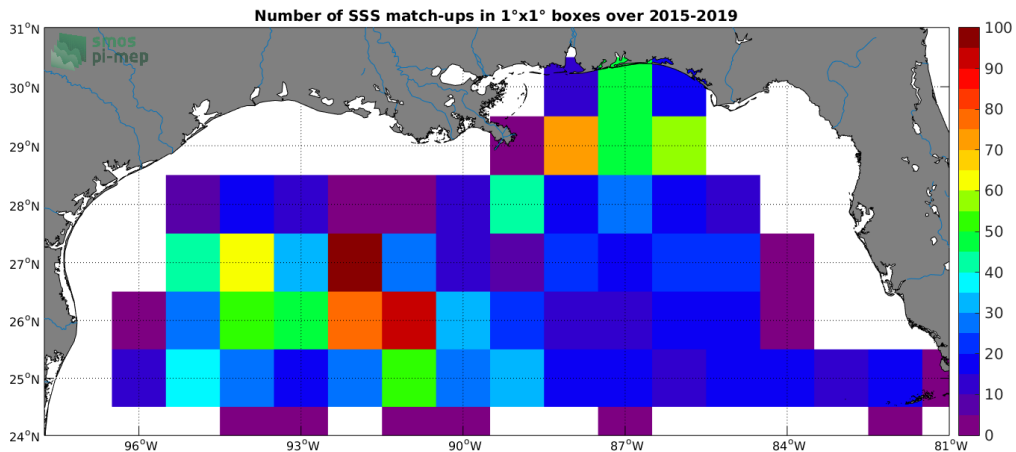 Number of SSS match-ups in 1°x1° boxes over 2015-2019
smos
pi-mep
31°N
30°N
29°N
28°N
27°N
26°N
25°N
24°N
96°W
93°W
90°W
87°W
84°W
81°W
100
90
80
70
60
50
40
30
20
10
0